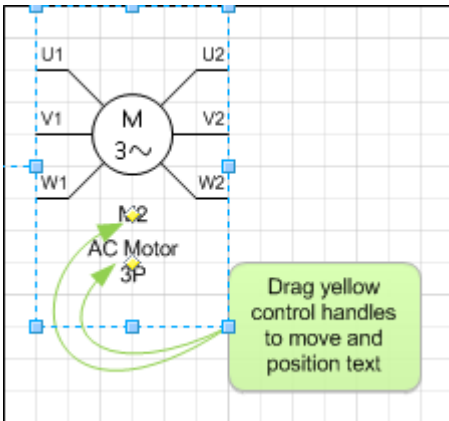 U1 U2
M
V1 V2
3~
W1 W2
M2
AC Motor
3P
Drag yellow
control handles
to move and
position text